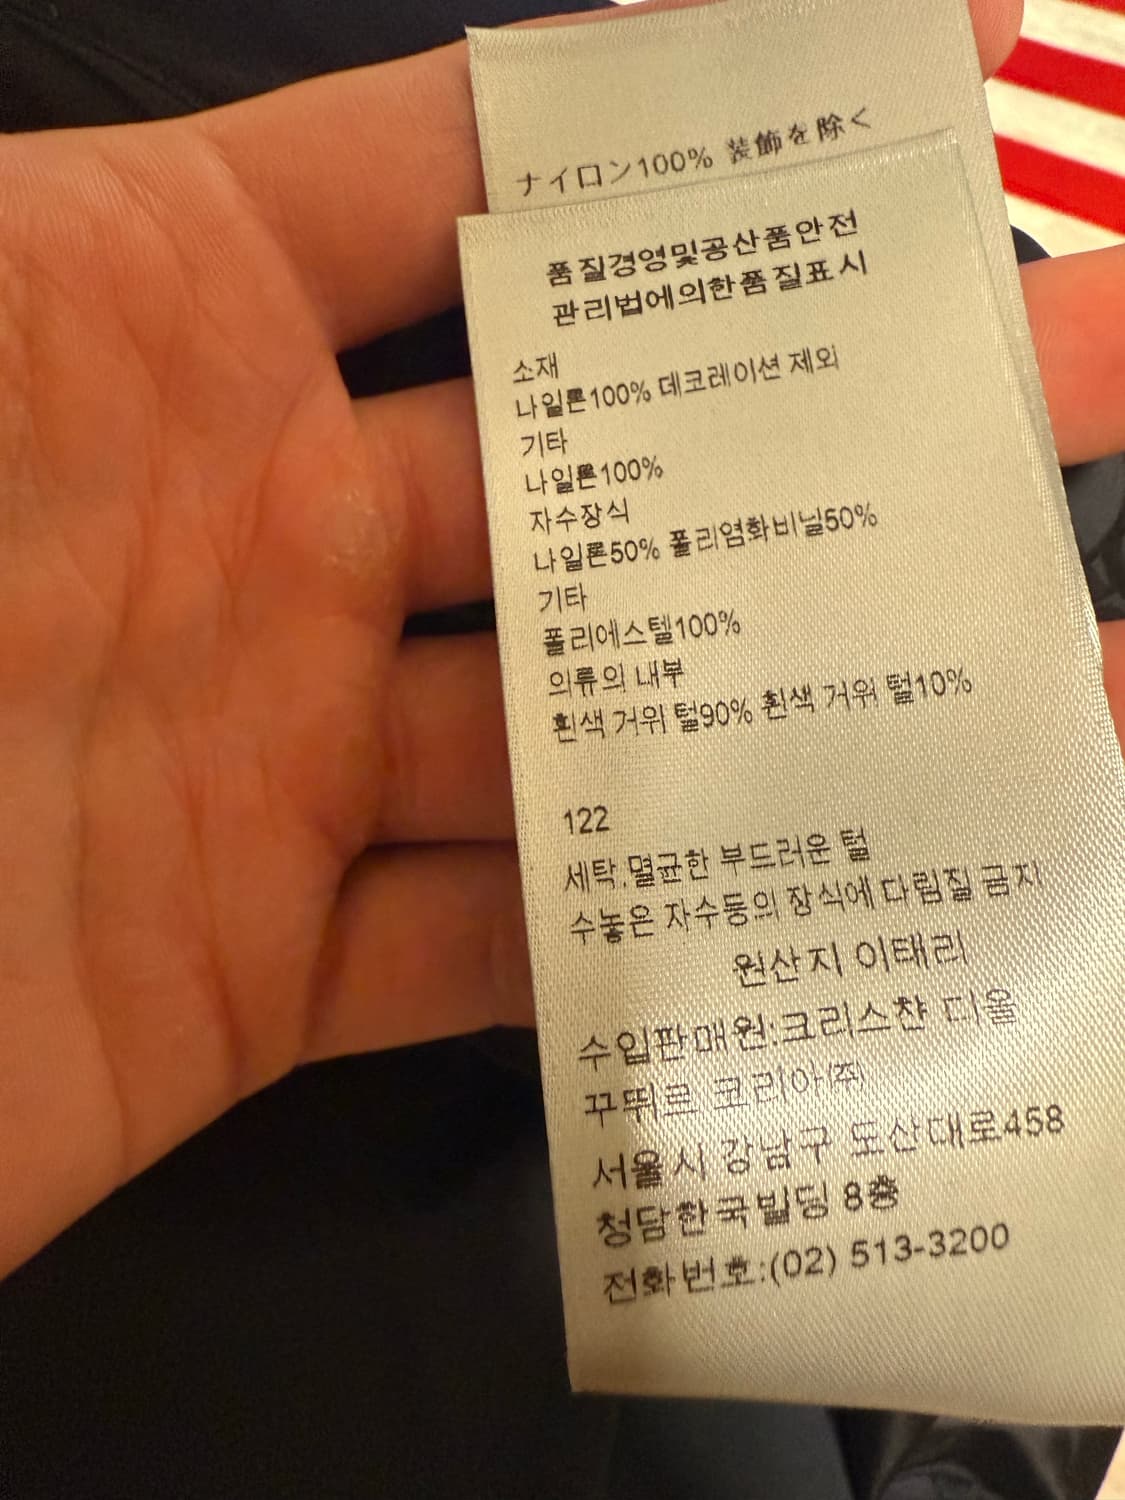 ナイロン100% 装飾を除く
품질경영및공산품안전
관리법에의한품질표시
소재
나일론100% 데코레이션 제외
기타
나일론100%
자수장식
나일론50% 폴리염화비닐50%
기타
폴리에스텔100%
의류의 내부
흰색 거위 털90% 흰색 거위 털10%
122
세탁.멸균한 부드러운 털
수놓은 자수등의 장식에 다림질 금지
원산지 이태리
수입판매원:크리스챤 디올
꾸뛰르 코리아㈜
서울시 강남구 도산대로458
청담한국빌딩 8층
전화번호:(02) 513-3200